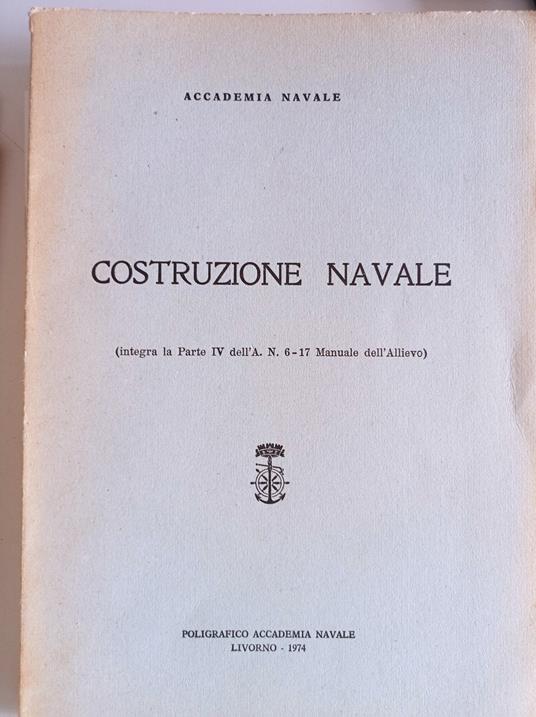 ACCADEMIA NAVALE
COSTRUZIONE NAVALE
(integra la Parte IV dell'A. N. 6-17 Manuale dell'Allievo)
POLIGRAFICO ACCADEMIA NAVALE
LIVORNO - 1974